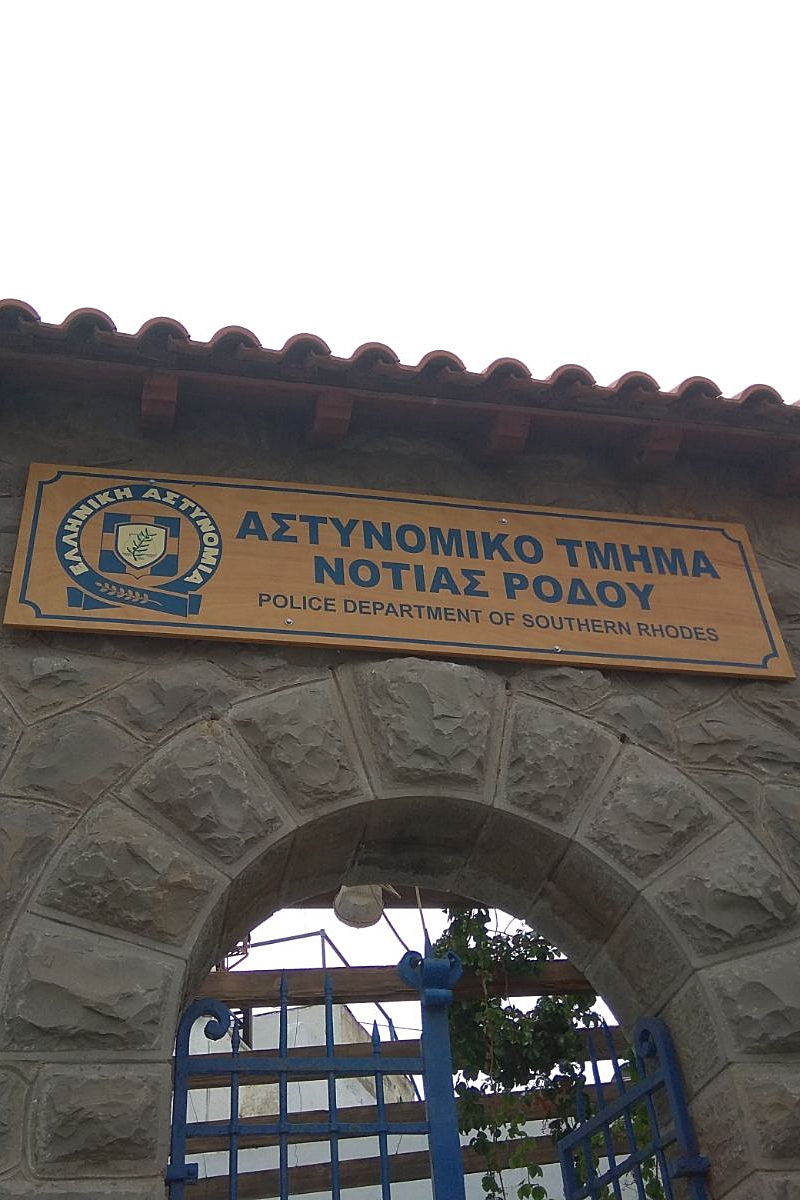 ΕΛΛΗΝΙΚΗ ΑΣΤΥΝΟΜΙΑ
ΑΣΤΥΝΟΜΙΚΟ ΤΜΗΜΑ
ΝΟΤΙΑΣ ΡΟΔΟΥ
POLICE DEPARTMENT OF SOUTHERN RHODES